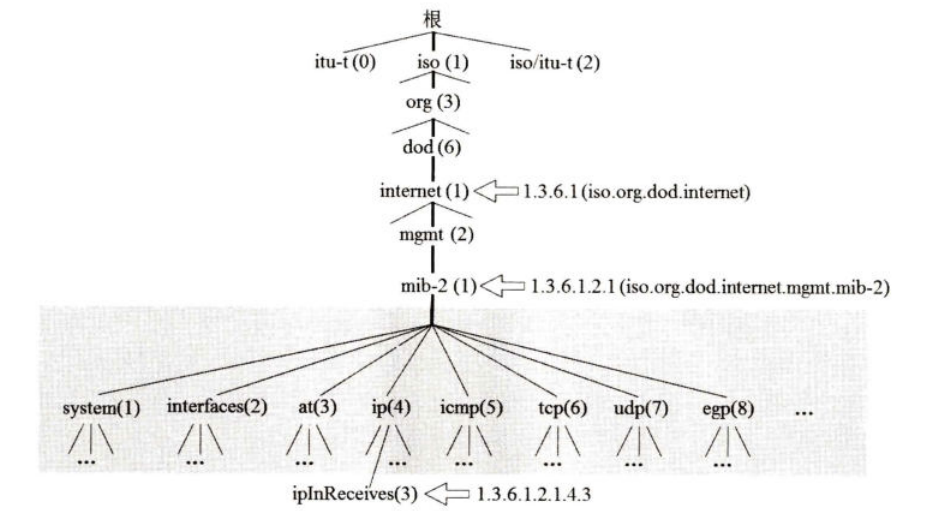 根
itu-t (0) iso (1) iso/itu-t (2)
org (3)
dod (6)
internet (1) 1.3.6.1 (iso.org.dod.internet)
mgmt (2)
mib-2 (1) 1.3.6.1.2.1 (iso.org.dod.internet.mgmt.mib-2)
system(1) interfaces(2) at(3) ip(4) icmp(5) tcp(6) udp(7) egp(8) ...
... ... ... ... ... ... ... ...
ipInReceives(3) 1.3.6.1.2.1.4.3